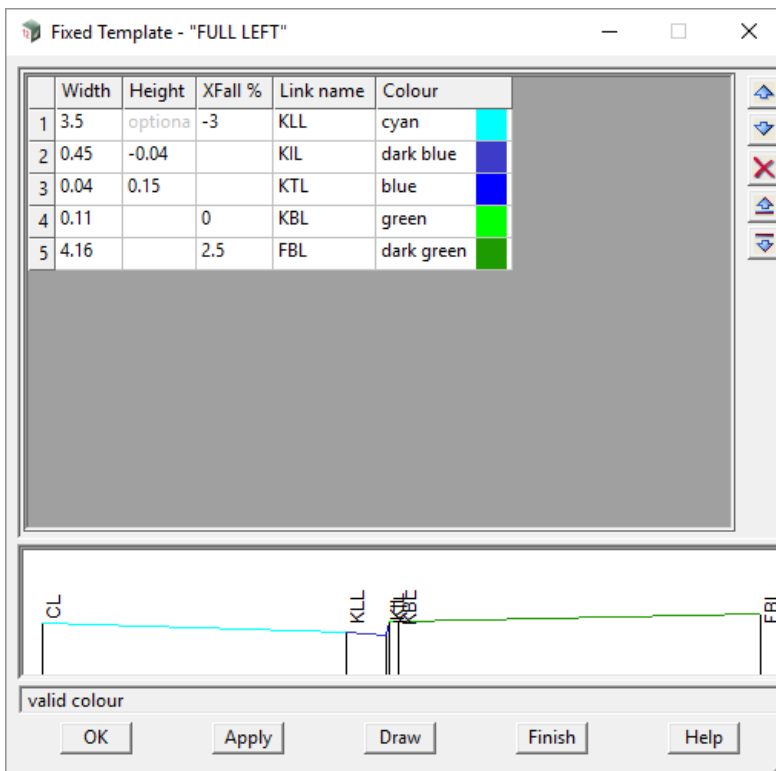 Fixed Template - "FULL LEFT"
Width Height XFall % Link name Colour
1 3.5 optiona -3 KLL cyan
2 0.45 -0.04 KIL dark blue
3 0.04 0.15 KTL blue
4 0.11 0 KBL green
5 4.16 2.5 FBL dark green
CL KLL KBL FBL
valid colour
OK Apply Draw Finish Help